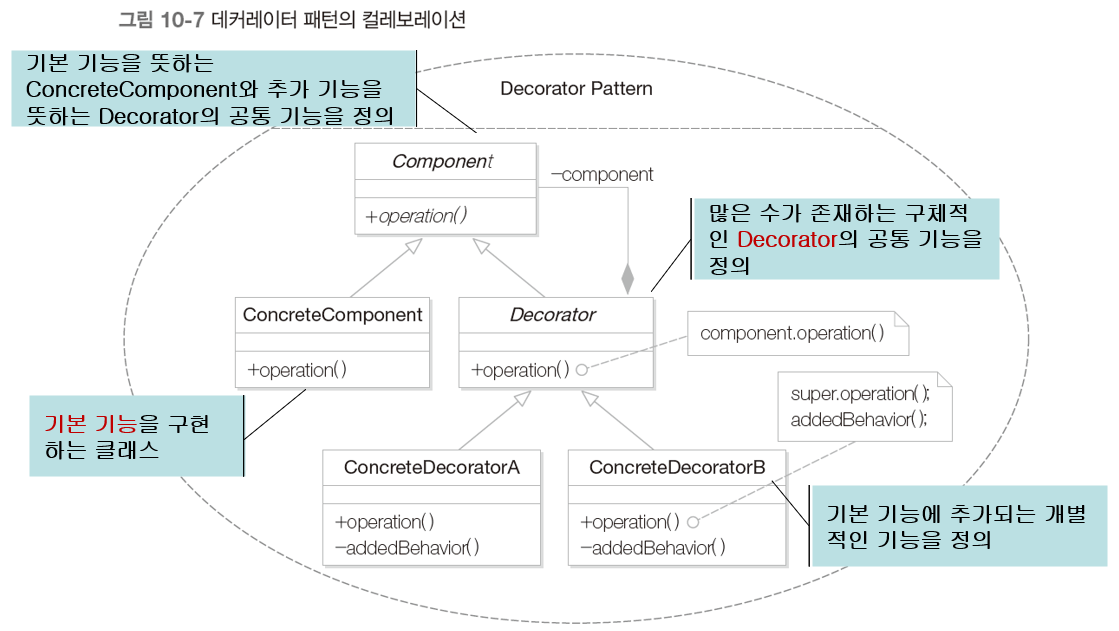 그림 10-7 데커레이터 패턴의 컬레보레이션
기본 기능을 뜻하는
ConcreteComponent와 추가 기능을
뜻하는 Decorator의 공통 기능을 정의
Decorator Pattern
Component
−component
+operation()
많은 수가 존재하는 구체적
인 Decorator의 공통 기능을
정의
ConcreteComponent
+operation()
Decorator
+operation()
component.operation()
super.operation();
addedBehavior();
기본 기능을 구현
하는 클래스
ConcreteDecoratorA
+operation()
−addedBehavior()
ConcreteDecoratorB
+operation()
−addedBehavior()
기본 기능에 추가되는 개별
적인 기능을 정의